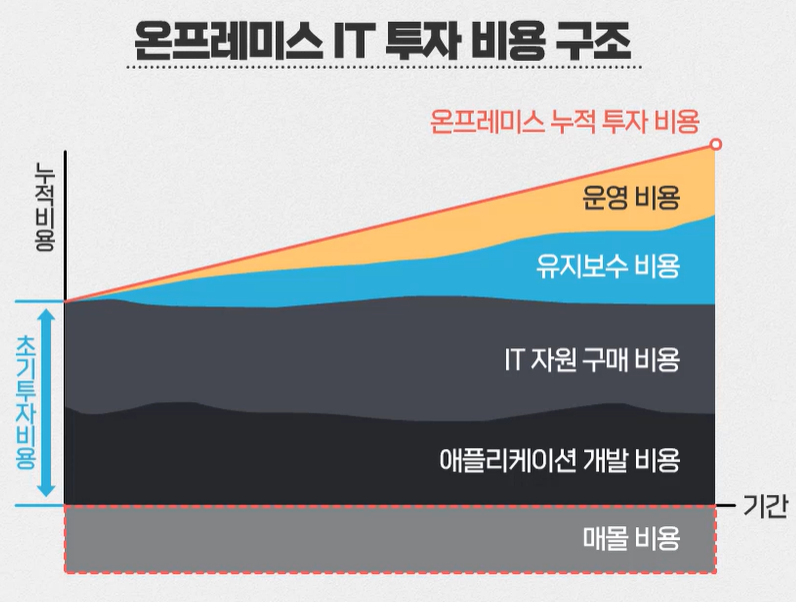 온프레미스 IT 투자 비용 구조
온프레미스 누적 투자 비용
누적비용
운영 비용
유지보수 비용
초기투자비용
IT 자원 구매 비용
애플리케이션 개발 비용
기간
매몰 비용